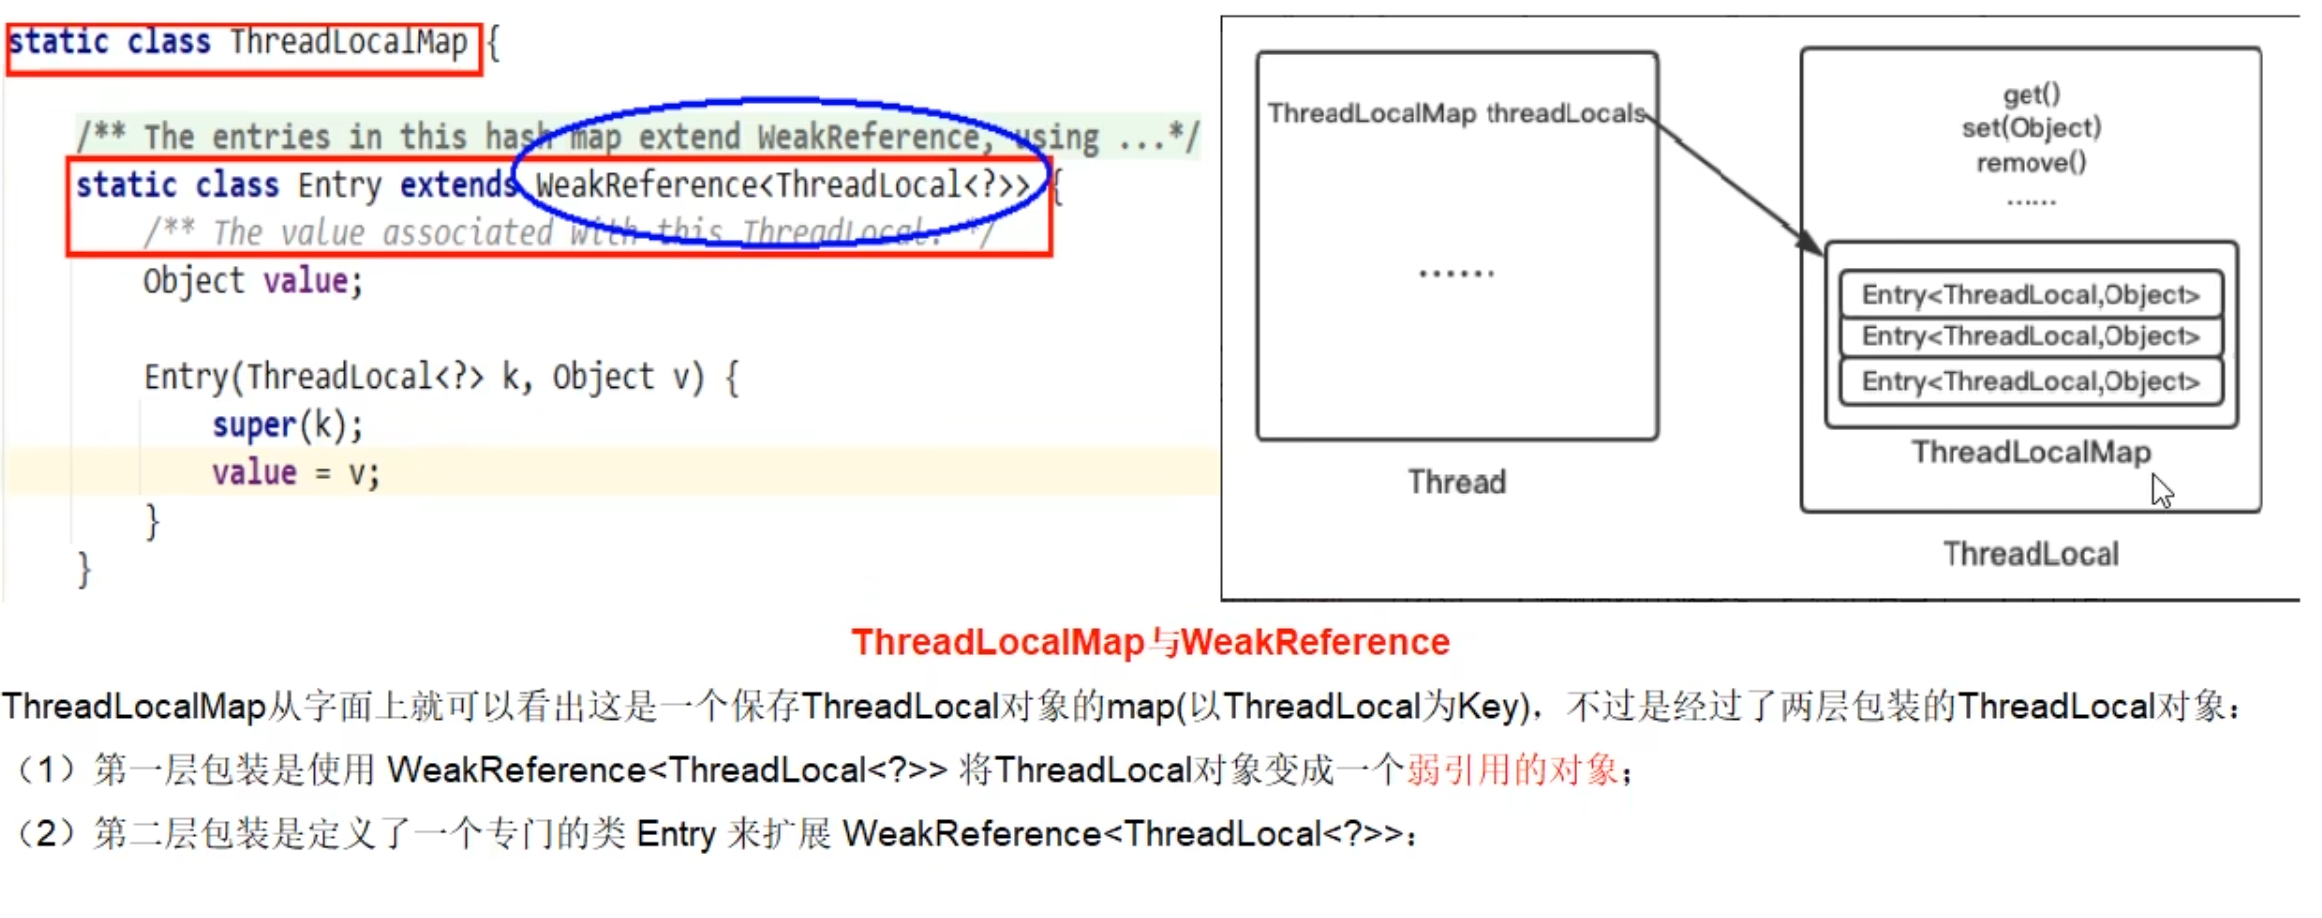 static class ThreadLocalMap {
/** The entries in this hash map extend WeakReference, using ...*/
static class Entry extends WeakReference<ThreadLocal<?>> {
/** The value associated with this ThreadLocal. */
Object value;
Entry(ThreadLocal<?> k, Object v) {
super(k);
value = v;
}
}
ThreadLocalMap threadLocals
......
Thread
get()
set(Object)
remove()
......
Entry<ThreadLocal,Object>
Entry<ThreadLocal,Object>
Entry<ThreadLocal,Object>
ThreadLocalMap
ThreadLocal
ThreadLocalMap与WeakReference
ThreadLocalMap从字面上就可以看出这是一个保存ThreadLocal对象的map(以ThreadLocal为Key)，不过是经过了两层包装的ThreadLocal对象：
（1）第一层包装是使用 WeakReference<ThreadLocal<?>> 将ThreadLocal对象变成一个弱引用的对象；
（2）第二层包装是定义了一个专门的类 Entry 来扩展 WeakReference<ThreadLocal<?>>：